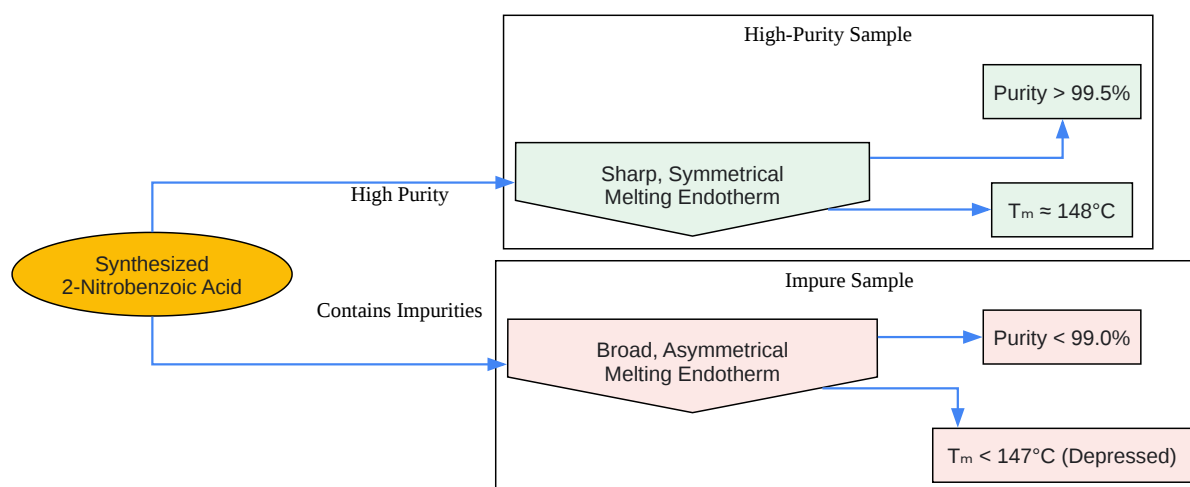 High-Purity Sample
Purity > 99.5%
Sharp, Symmetrical
Melting Endotherm
High Purity
Tₘ ≈ 148°C
Synthesized
2-Nitrobenzoic Acid
Impure Sample
Contains Impurities
Purity < 99.0%
Broad, Asymmetrical
Melting Endotherm
Tₘ < 147°C (Depressed)